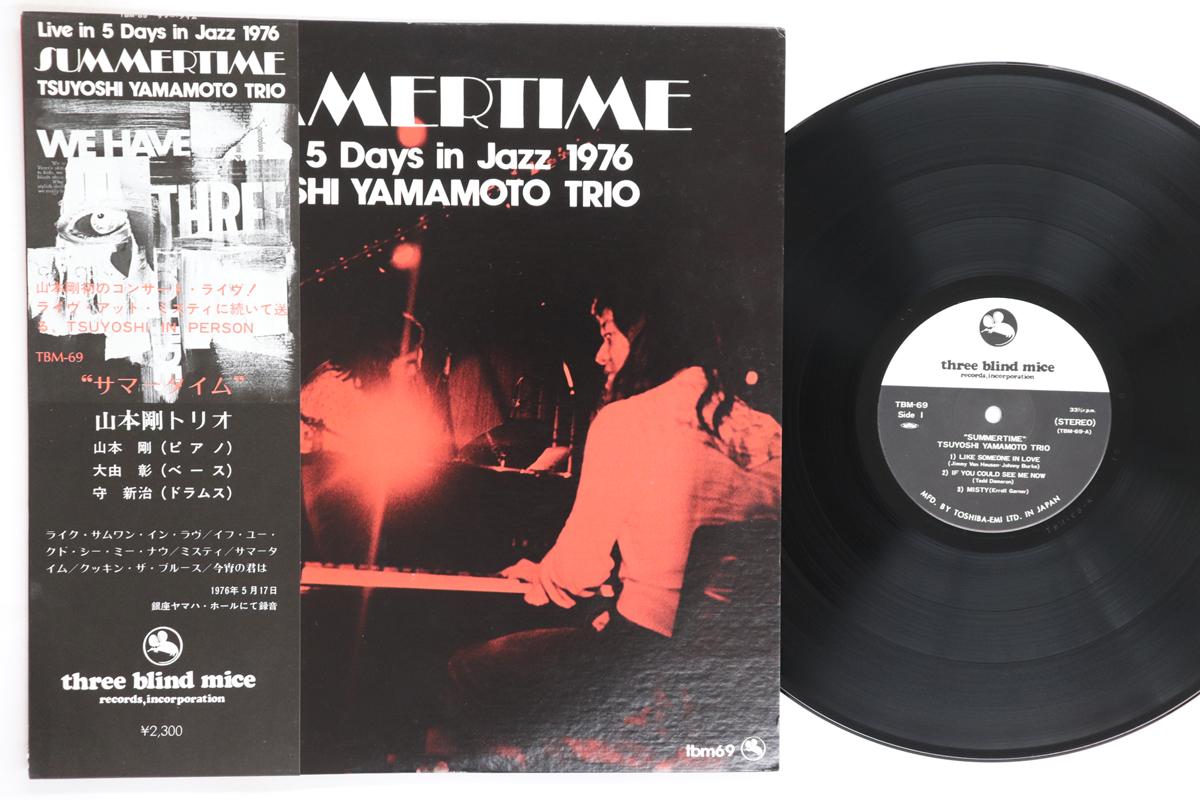 Live in 5 Days in Jazz 1976
SUMMERTIME
TSUYOSHI YAMAMOTO TRIO
WE HAVE
THREE
山本剛初のコンサート・ライヴ!
ライヴ・アット・ミスティに続いて送
る、TSUYOSHI IN PERSON
TBM-69
“サマータイム”
山本剛トリオ
山本 剛(ピアノ)
大由 彰(ベース)
守 新治(ドラムス)
ライク・サムワン・イン・ラヴ/イフ・ユー・
クド・シー・ミー・ナウ/ミスティ/サマータ
イム/クッキン・ザ・ブルース/今宵の君は
1976年5月17日
銀座ヤマハ・ホールにて録音
three blind mice
records,incorporation
¥2,300
MERTIME
5 Days in Jazz 1976
SHI YAMAMOTO TRIO
tbm69
three blind mice
records,incorporation
TBM-69
Side 1
33⅓r.p.m.
(STEREO)
(TBM-69-A)
"SUMMERTIME"
TSUYOSHI YAMAMOTO TRIO
1) LIKE SOMEONE IN LOVE
(Jimmy Van Heusen-Johnny Burke)
2) IF YOU COULD SEE ME NOW
(Tadd Dameron)
3) MISTY(Erroll Garner)
MFD. BY TOSHIBA-EMI LTD. IN JAPAN